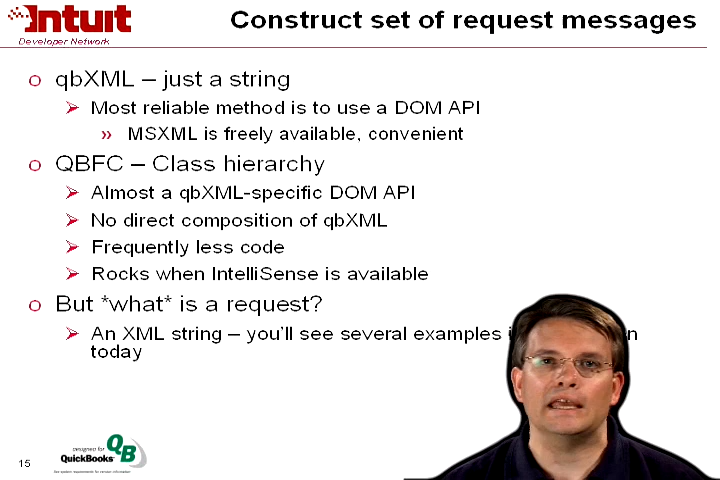 Intuit
Developer Network
Construct set of request messages
o qbXML – just a string
➢ Most reliable method is to use a DOM API
» MSXML is freely available, convenient
o QBFC – Class hierarchy
➢ Almost a qbXML-specific DOM API
➢ No direct composition of qbXML
➢ Frequently less code
➢ Rocks when IntelliSense is available
o But *what* is a request?
➢ An XML string – you'll see several examples
today
15
designed for
QuickBooks
QB